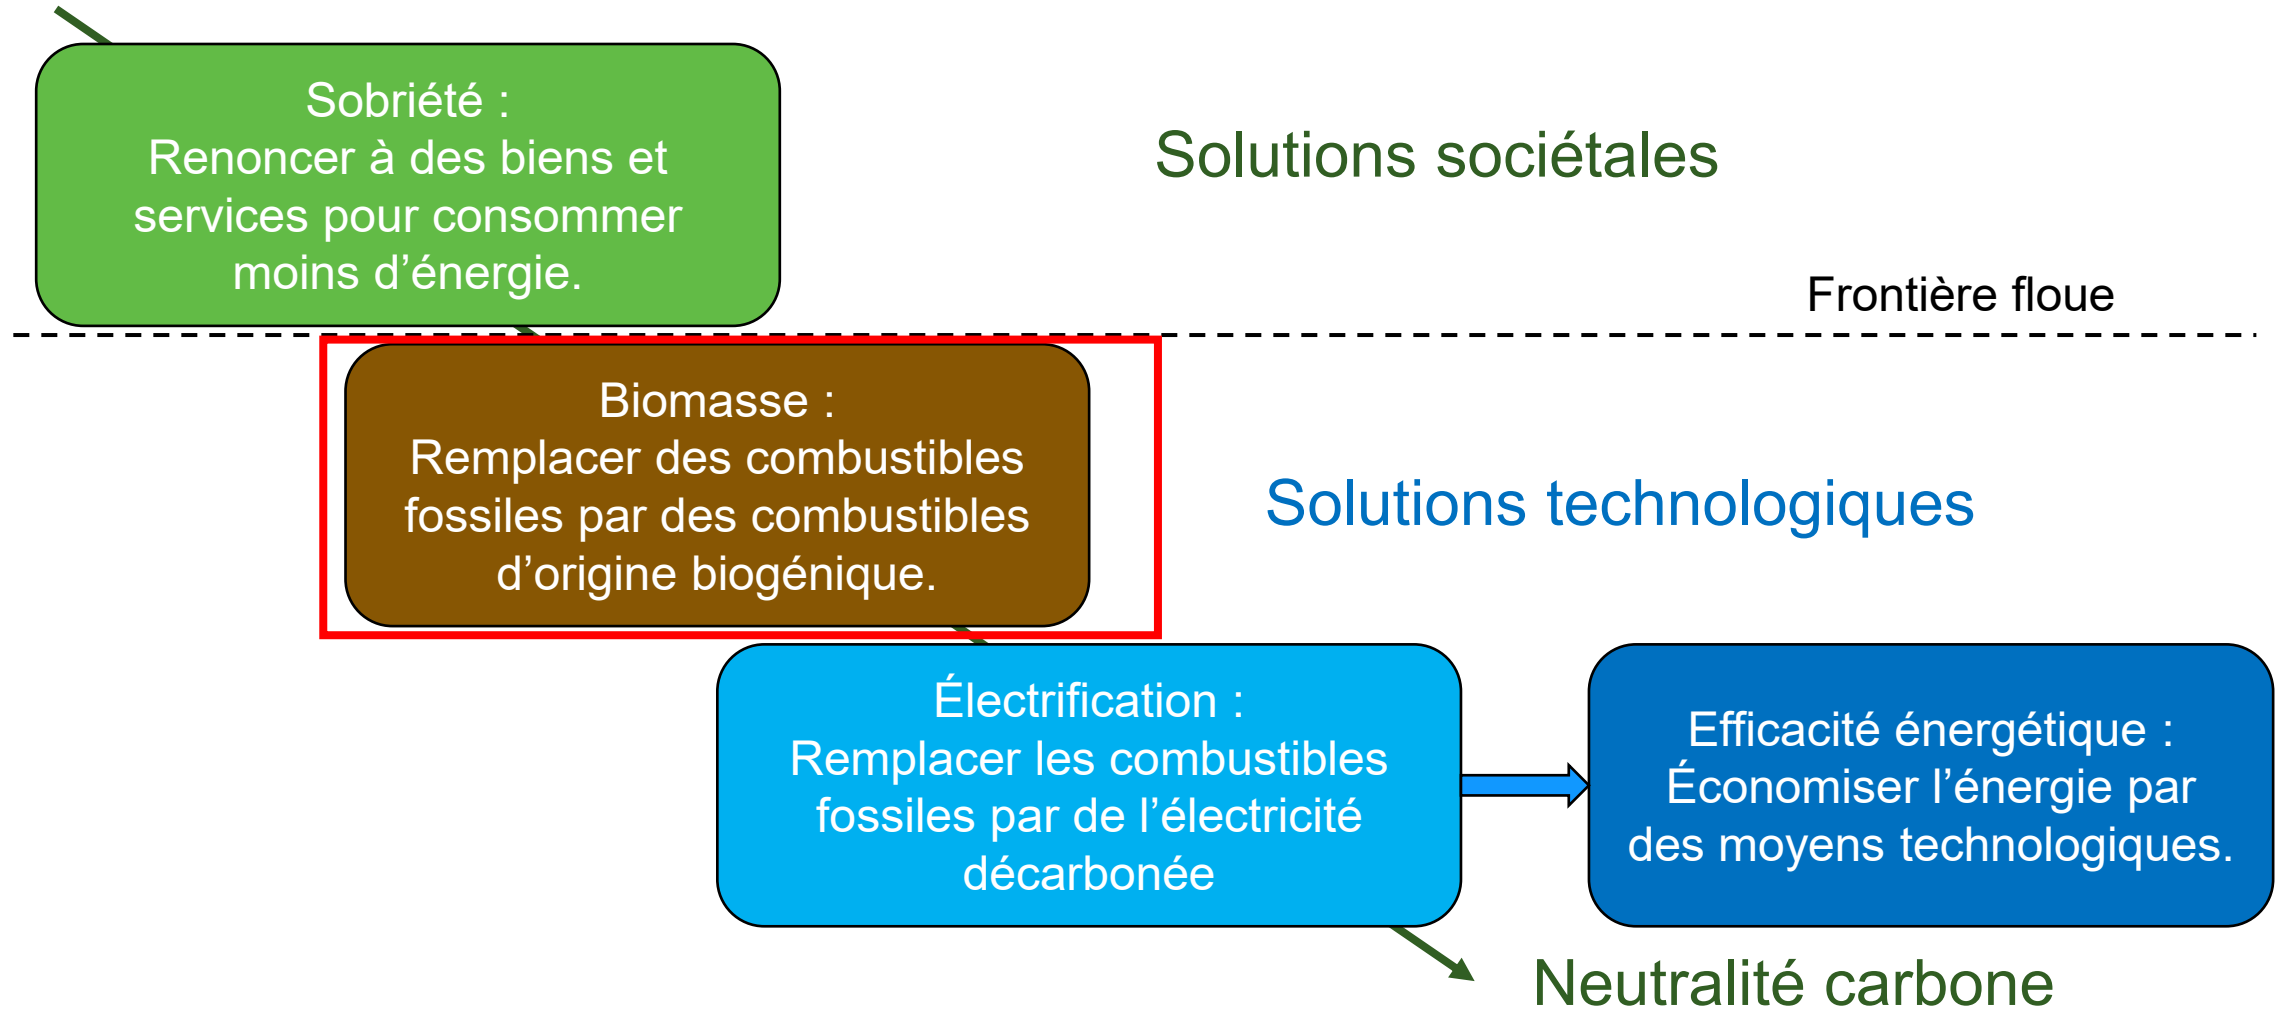 Sobriété :
Renoncer à des biens et
services pour consommer
moins d’énergie.
Solutions sociétales
Frontière floue
Biomasse :
Remplacer des combustibles
fossiles par des combustibles
d’origine biogénique.
Solutions technologiques
Électrification :
Remplacer les combustibles
fossiles par de l’électricité
décarbonée
Efficacité énergétique :
Économiser l’énergie par
des moyens technologiques.
Neutralité carbone